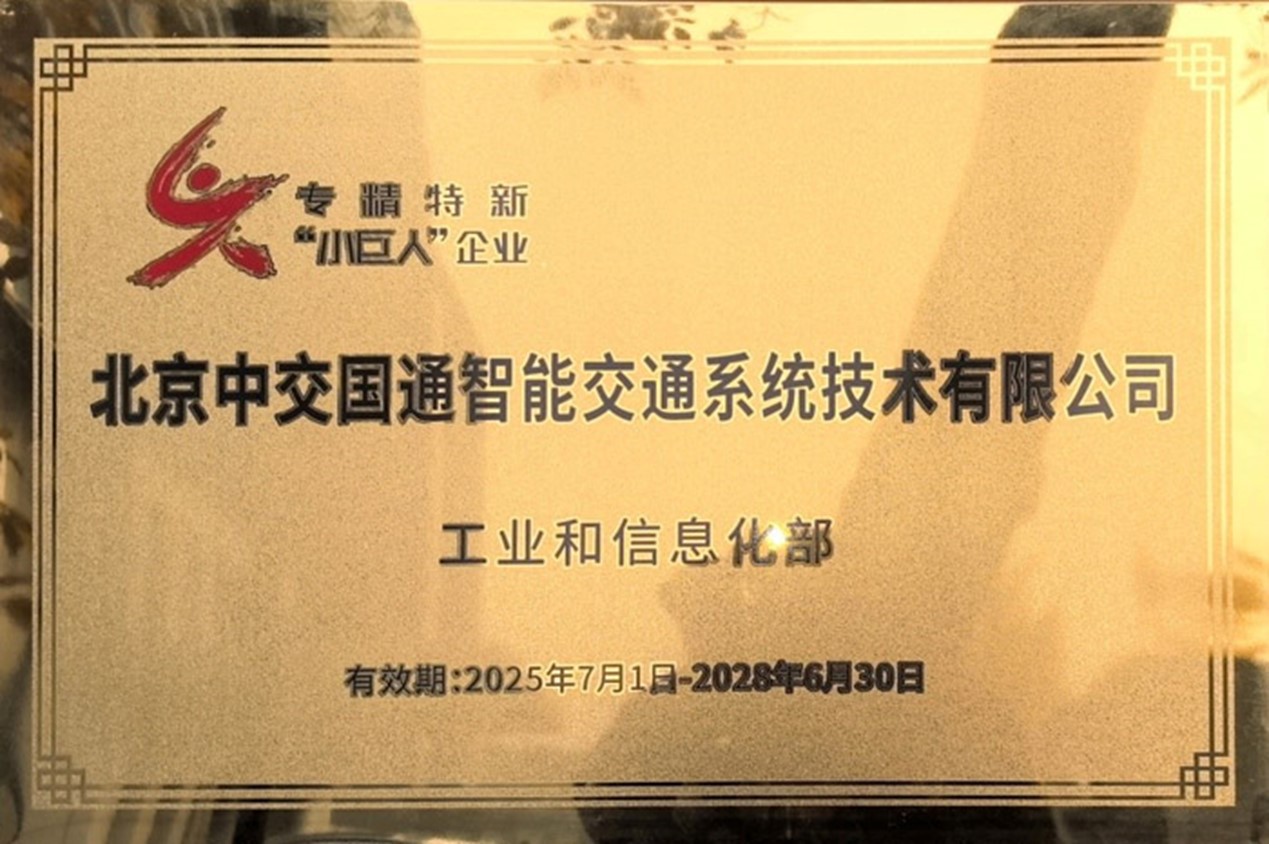 专精特新
“小巨人”企业
北京中交国通智能交通系统技术有限公司
工业和信息化部
有效期:2025年7月1日-2028年6月30日